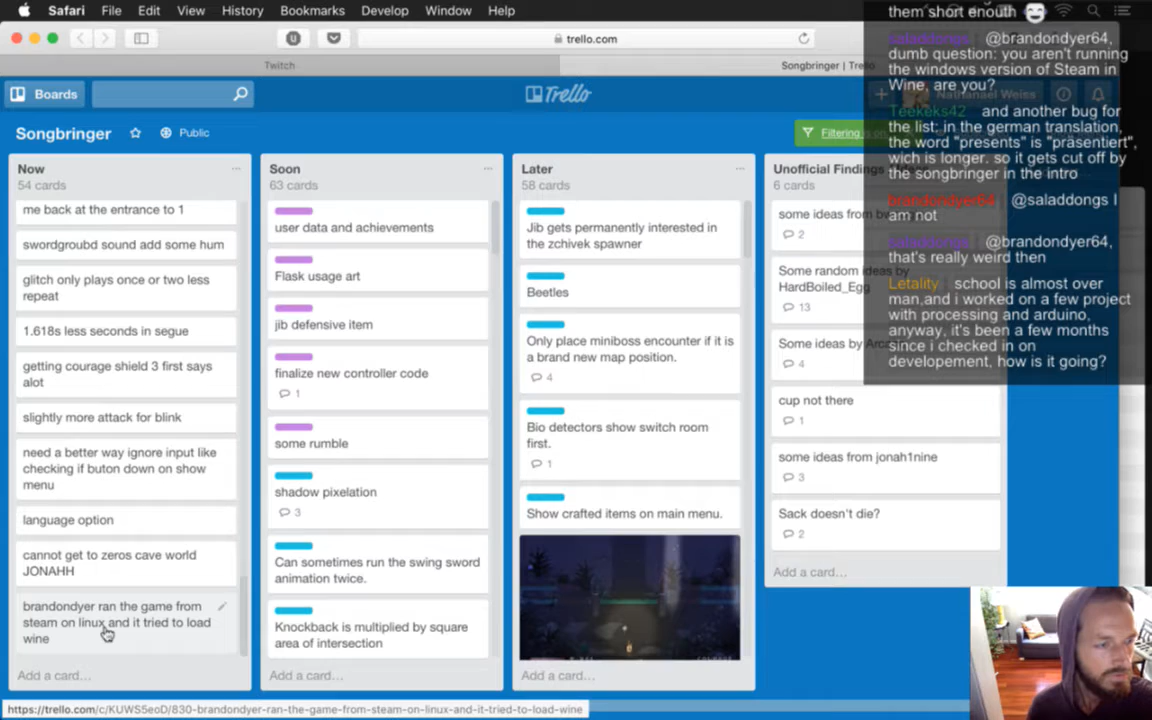 Safari File Edit View History Bookmarks Develop Window Help
trello.com
Twitch
Songbringer | Trello
Boards
Trello
Nathanael Weiss
Songbringer
Public
Filtering is on
Now
54 cards
me back at the entrance to 1
swordgroubd sound add some hum
glitch only plays once or two less
repeat
1.618s less seconds in segue
getting courage shield 3 first says
alot
slightly more attack for blink
need a better way ignore input like
checking if buton down on show
menu
language option
cannot get to zeros cave world
JONAHH
brandondyer ran the game from
steam on linux and it tried to load
wine
Add a card...
Soon
63 cards
user data and achievements
Flask usage art
jib defensive item
finalize new controller code
1
some rumble
shadow pixelation
3
Can sometimes run the swing sword
animation twice.
Knockback is multiplied by square
area of intersection
Add a card...
Later
58 cards
Jib gets permanently interested in
the zchivek spawner
Beetles
Only place miniboss encounter if it is
a brand new map position.
4
Bio detectors show switch room
first.
1
Show crafted items on main menu.
Add a card...
Unofficial Findings
6 cards
some ideas from
2
Some random ideas by
HardBoiled_Egg
13
Some ideas by
4
cup not there
1
some ideas from jonah1nine
3
Sack doesn't die?
2
Add a card...
them short enouth
saladdongs @brandondyer64,
dumb question: you aren't running
the windows version of Steam in
Wine, are you?
Teekeks42 and another bug for
the list: in the german translation,
the word "presents" is "präsentiert",
wich is longer. so it gets cut off by
the songbringer in the intro
brandondyer64 @saladdongs I
am not
saladdongs @brandondyer64,
that's really weird then
Letality school is almost over
man,and i worked on a few project
with processing and arduino,
anyway, it's been a few months
since i checked in on
developement, how is it going?
https://trello.com/c/KUWS5eoD/830-brandondyer-ran-the-game-from-steam-on-linux-and-it-tried-to-load-wine